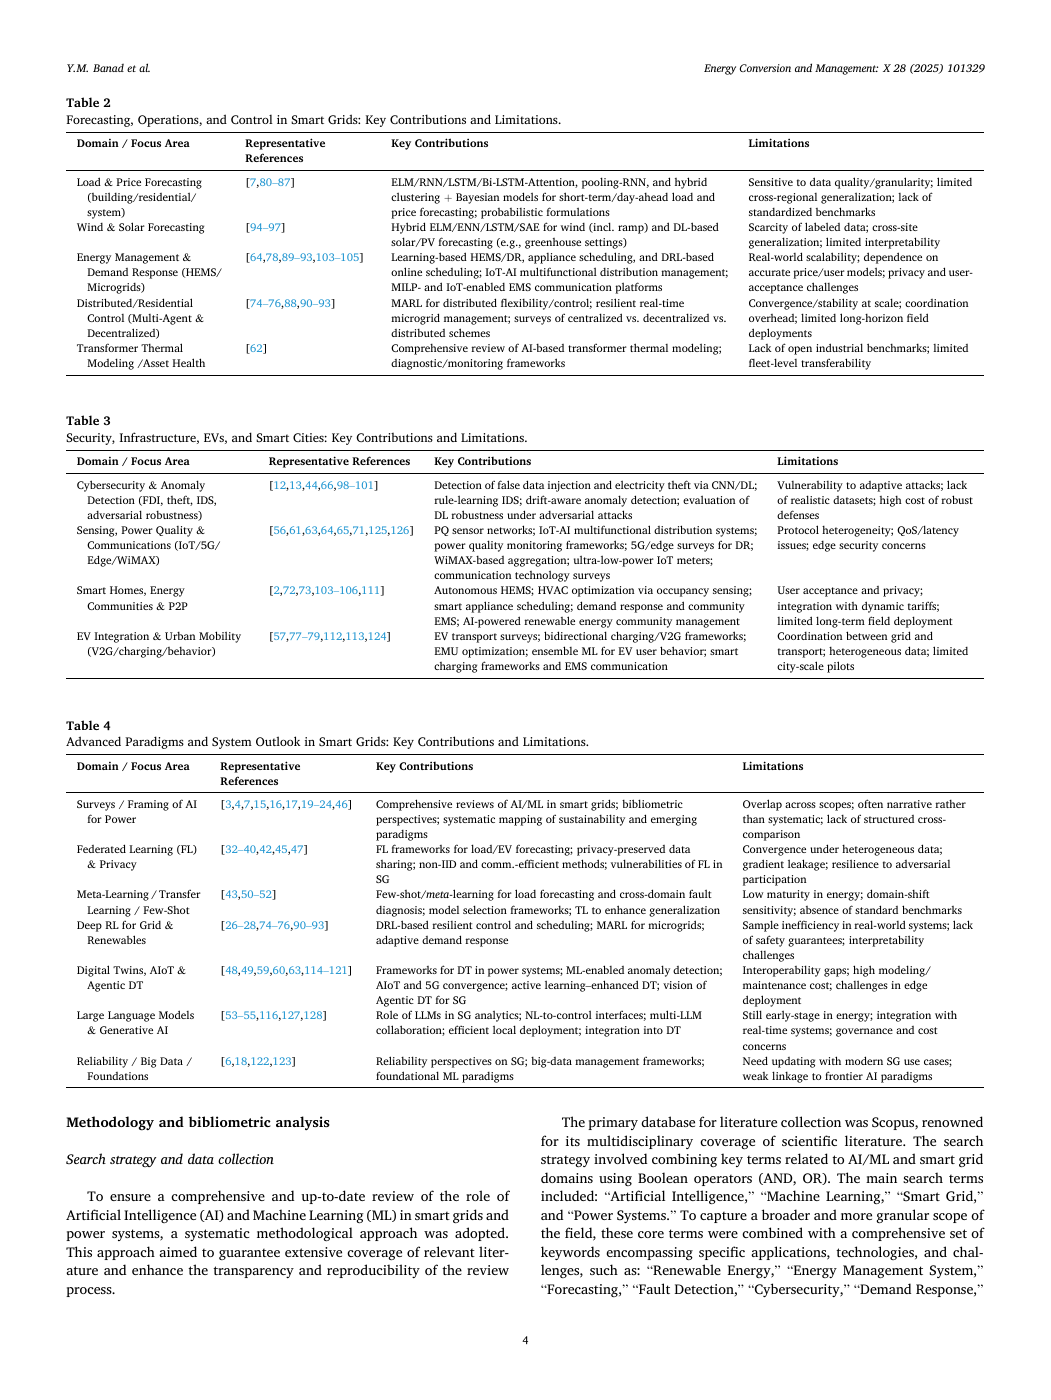 Y.M. Banad et al.
Energy Conversion and Management: X 28 (2025) 101329
Table 2
Forecasting, Operations, and Control in Smart Grids: Key Contributions and Limitations.
Domain / Focus Area Representative References Key Contributions Limitations
Load & Price Forecasting (building/residential/system) [7,80–87] ELM/RNN/LSTM/Bi-LSTM-Attention, pooling-RNN, and hybrid clustering + Bayesian models for short-term/day-ahead load and price forecasting; probabilistic formulations Sensitive to data quality/granularity; limited cross-regional generalization; lack of standardized benchmarks
Wind & Solar Forecasting [94–97] Hybrid ELM/ENN/LSTM/SAE for wind (incl. ramp) and DL-based solar/PV forecasting (e.g., greenhouse settings) Scarcity of labeled data; cross-site generalization; limited interpretability
Energy Management & Demand Response (HEMS/Microgrids) [64,78,89–93,103–105] Learning-based HEMS/DR, appliance scheduling, and DRL-based online scheduling; IoT-AI multifunctional distribution management; MILP- and IoT-enabled EMS communication platforms Real-world scalability; dependence on accurate price/user models; privacy and user-acceptance challenges
Distributed/Residential Control (Multi-Agent & Decentralized) [74–76,88,90–93] MARL for distributed flexibility/control; resilient real-time microgrid management; surveys of centralized vs. decentralized vs. distributed schemes Convergence/stability at scale; coordination overhead; limited long-horizon field deployments
Transformer Thermal Modeling /Asset Health [62] Comprehensive review of AI-based transformer thermal modeling; diagnostic/monitoring frameworks Lack of open industrial benchmarks; limited fleet-level transferability
Table 3
Security, Infrastructure, EVs, and Smart Cities: Key Contributions and Limitations.
Domain / Focus Area Representative References Key Contributions Limitations
Cybersecurity & Anomaly Detection (FDI, theft, IDS, adversarial robustness) [12,13,44,66,98–101] Detection of false data injection and electricity theft via CNN/DL; rule-learning IDS; drift-aware anomaly detection; evaluation of DL robustness under adversarial attacks Vulnerability to adaptive attacks; lack of realistic datasets; high cost of robust defenses
Sensing, Power Quality & Communications (IoT/5G/Edge/WiMAX) [56,61,63,64,65,71,125,126] PQ sensor networks; IoT-AI multifunctional distribution systems; power quality monitoring frameworks; 5G/edge surveys for DR; WiMAX-based aggregation; ultra-low-power IoT meters; communication technology surveys Protocol heterogeneity; QoS/latency issues; edge security concerns
Smart Homes, Energy Communities & P2P [2,72,73,103–106,111] Autonomous HEMS; HVAC optimization via occupancy sensing; smart appliance scheduling; demand response and community EMS; AI-powered renewable energy community management User acceptance and privacy; integration with dynamic tariffs; limited long-term field deployment
EV Integration & Urban Mobility (V2G/charging/behavior) [57,77–79,112,113,124] EV transport surveys; bidirectional charging/V2G frameworks; EMU optimization; ensemble ML for EV user behavior; smart charging frameworks and EMS communication Coordination between grid and transport; heterogeneous data; limited city-scale pilots
Table 4
Advanced Paradigms and System Outlook in Smart Grids: Key Contributions and Limitations.
Domain / Focus Area Representative References Key Contributions Limitations
Surveys / Framing of AI for Power [3,4,7,15,16,17,19–24,46] Comprehensive reviews of AI/ML in smart grids; bibliometric perspectives; systematic mapping of sustainability and emerging paradigms Overlap across scopes; often narrative rather than systematic; lack of structured cross-comparison
Federated Learning (FL) & Privacy [32–40,42,45,47] FL frameworks for load/EV forecasting; privacy-preserved data sharing; non-IID and comm.-efficient methods; vulnerabilities of FL in SG Convergence under heterogeneous data; gradient leakage; resilience to adversarial participation
Meta-Learning / Transfer Learning / Few-Shot [43,50–52] Few-shot/meta-learning for load forecasting and cross-domain fault diagnosis; model selection frameworks; TL to enhance generalization Low maturity in energy; domain-shift sensitivity; absence of standard benchmarks
Deep RL for Grid & Renewables [26–28,74–76,90–93] DRL-based resilient control and scheduling; MARL for microgrids; adaptive demand response Sample inefficiency in real-world systems; lack of safety guarantees; interpretability challenges
Digital Twins, AIoT & Agentic DT [48,49,59,60,63,114–121] Frameworks for DT in power systems; ML-enabled anomaly detection; AIoT and 5G convergence; active learning–enhanced DT; vision of Agentic DT for SG Interoperability gaps; high modeling/maintenance cost; challenges in edge deployment
Large Language Models & Generative AI [53–55,116,127,128] Role of LLMs in SG analytics; NL-to-control interfaces; multi-LLM collaboration; efficient local deployment; integration into DT Still early-stage in energy; integration with real-time systems; governance and cost concerns
Reliability / Big Data / Foundations [6,18,122,123] Reliability perspectives on SG; big-data management frameworks; foundational ML paradigms Need updating with modern SG use cases; weak linkage to frontier AI paradigms
Methodology and bibliometric analysis
Search strategy and data collection
To ensure a comprehensive and up-to-date review of the role of
Artificial Intelligence (AI) and Machine Learning (ML) in smart grids and
power systems, a systematic methodological approach was adopted.
This approach aimed to guarantee extensive coverage of relevant liter-
ature and enhance the transparency and reproducibility of the review
process.
The primary database for literature collection was Scopus, renowned
for its multidisciplinary coverage of scientific literature. The search
strategy involved combining key terms related to AI/ML and smart grid
domains using Boolean operators (AND, OR). The main search terms
included: “Artificial Intelligence,” “Machine Learning,” “Smart Grid,”
and “Power Systems.” To capture a broader and more granular scope of
the field, these core terms were combined with a comprehensive set of
keywords encompassing specific applications, technologies, and chal-
lenges, such as: “Renewable Energy,” “Energy Management System,”
“Forecasting,” “Fault Detection,” “Cybersecurity,” “Demand Response,”
4